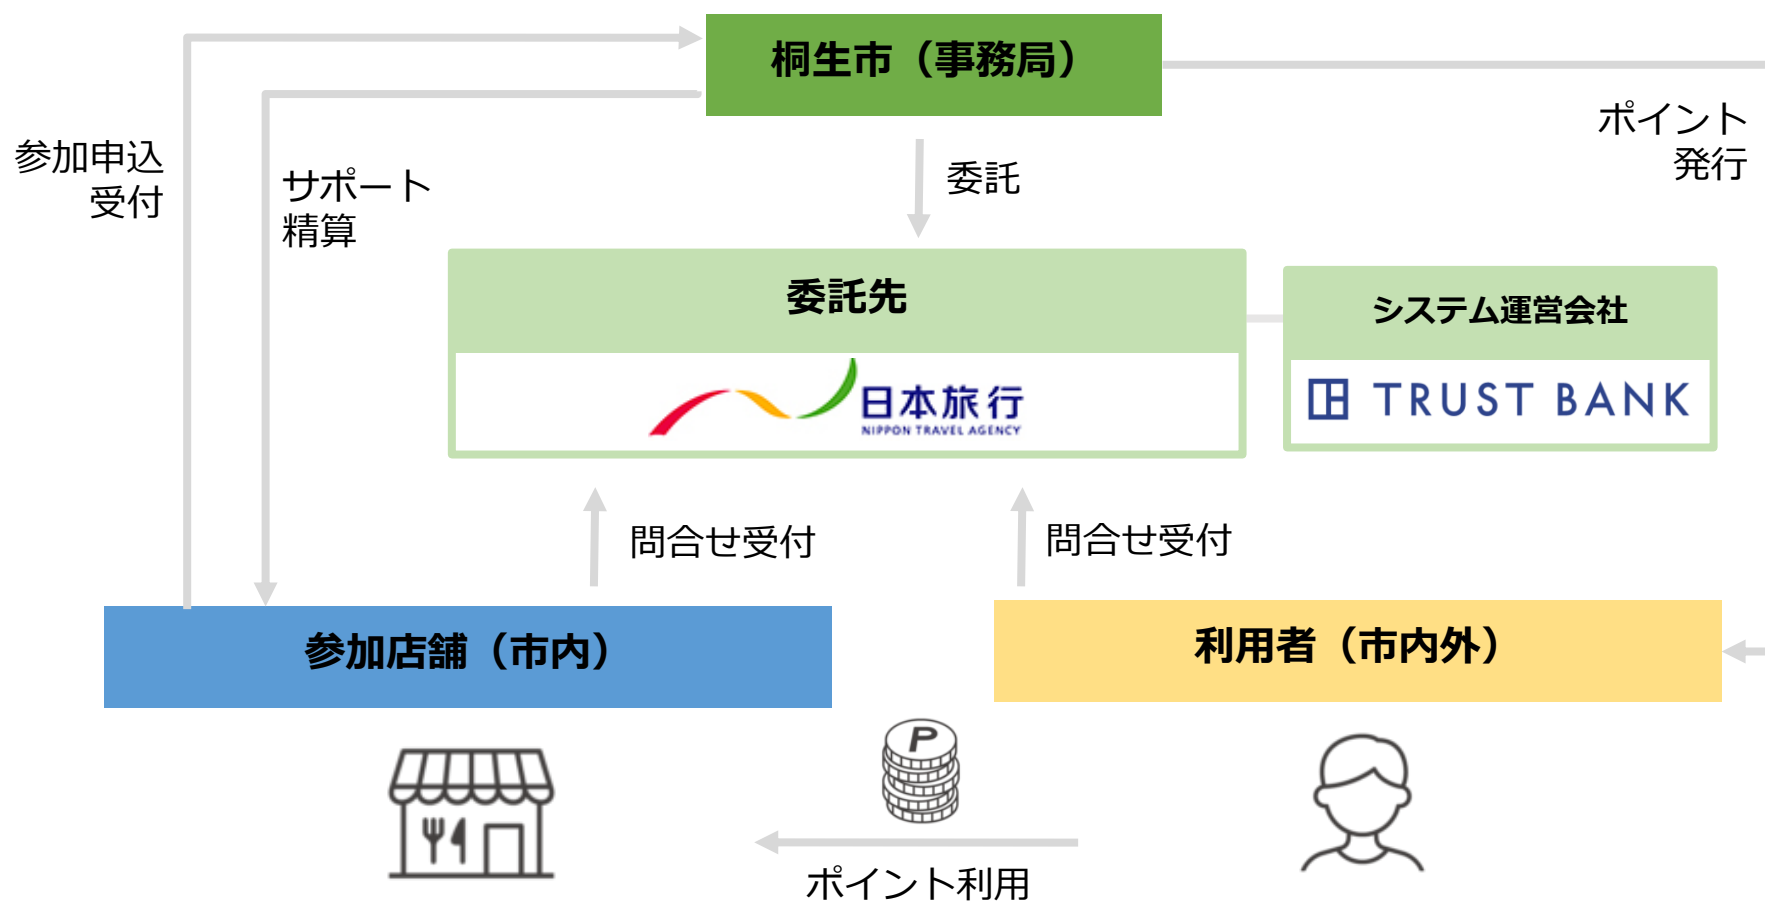 桐生市（事務局）
参加申込
受付
サポート
精算
委託
ポイント
発行
委託先
日本旅行
NIPPON TRAVEL AGENCY
システム運営会社
TRUST BANK
問合せ受付
問合せ受付
参加店舗（市内）
利用者（市内外）
P
ポイント利用